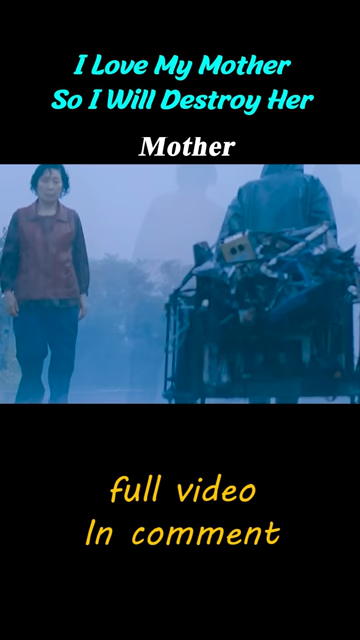 I Love My Mother
So I Will Destroy Her
Mother
full video
In comment